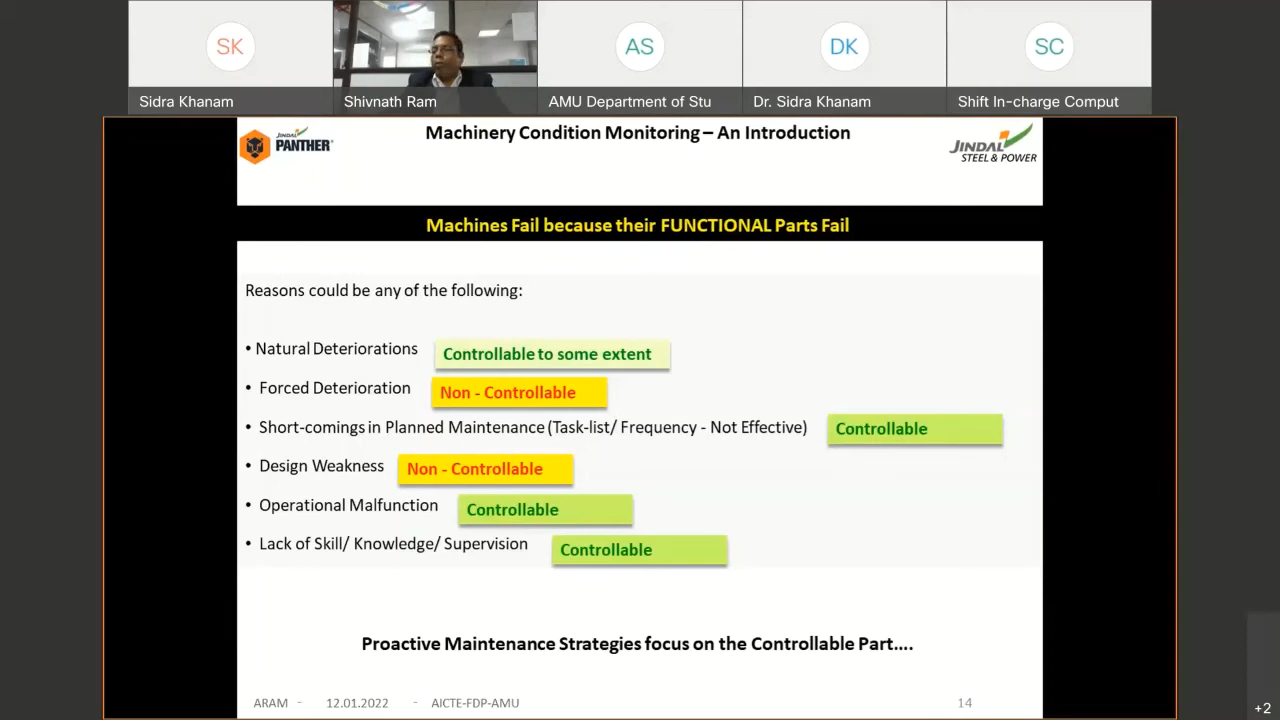 SK
AS
DK
SC
Sidra Khanam
Shivnath Ram
AMU Department of Stu
Dr. Sidra Khanam
Shift In-charge Comput
JINDAL
PANTHER
Machinery Condition Monitoring – An Introduction
JINDAL
STEEL & POWER
Machines Fail because their FUNCTIONAL Parts Fail
Reasons could be any of the following:
• Natural Deteriorations Controllable to some extent
• Forced Deterioration Non - Controllable
• Short-comings in Planned Maintenance (Task-list/ Frequency - Not Effective) Controllable
• Design Weakness Non - Controllable
• Operational Malfunction Controllable
• Lack of Skill/ Knowledge/ Supervision Controllable
Proactive Maintenance Strategies focus on the Controllable Part....
ARAM - 12.01.2022 - AICTE-FDP-AMU 14
+2